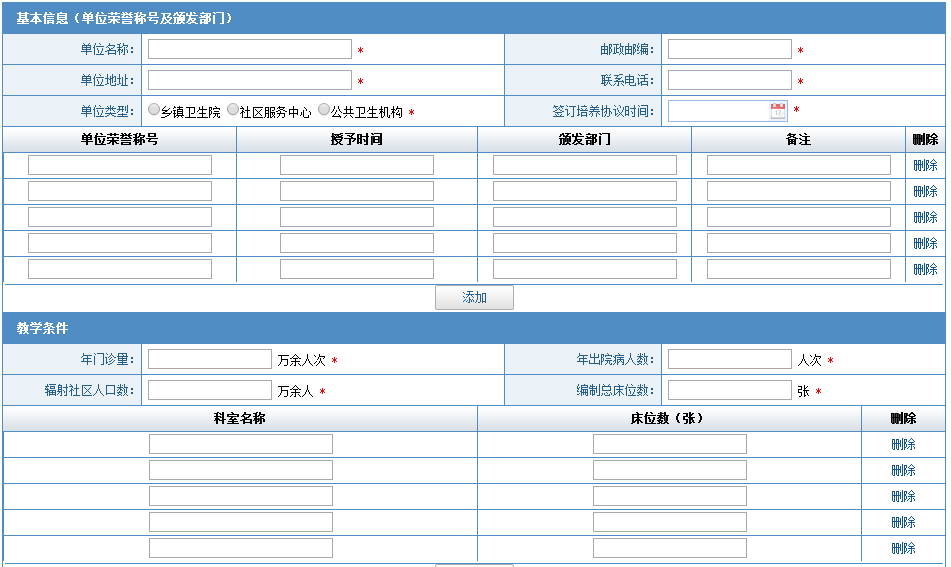 基本信息（单位荣誉称号及颁发部门）
单位名称： * 邮政邮编： *
单位地址： * 联系电话： *
单位类型： 乡镇卫生院 社区服务中心 公共卫生机构 * 签订培养协议时间： *
单位荣誉称号 授予时间 颁发部门 备注 删除
删除
删除
删除
删除
删除
添加
教学条件
年门诊量： 万余人次 * 年出院病人数： 人次 *
辐射社区人口数： 万余人 * 编制总床位数： 张 *
科室名称 床位数（张） 删除
删除
删除
删除
删除
删除